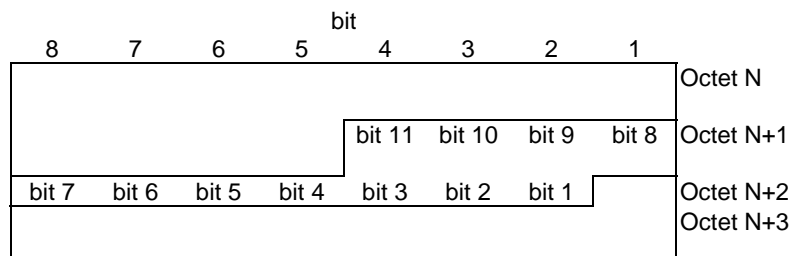 bit
8 7 6 5 4 3 2 1
Octet N
bit 11 bit 10 bit 9 bit 8 Octet N+1
bit 7 bit 6 bit 5 bit 4 bit 3 bit 2 bit 1 Octet N+2
Octet N+3